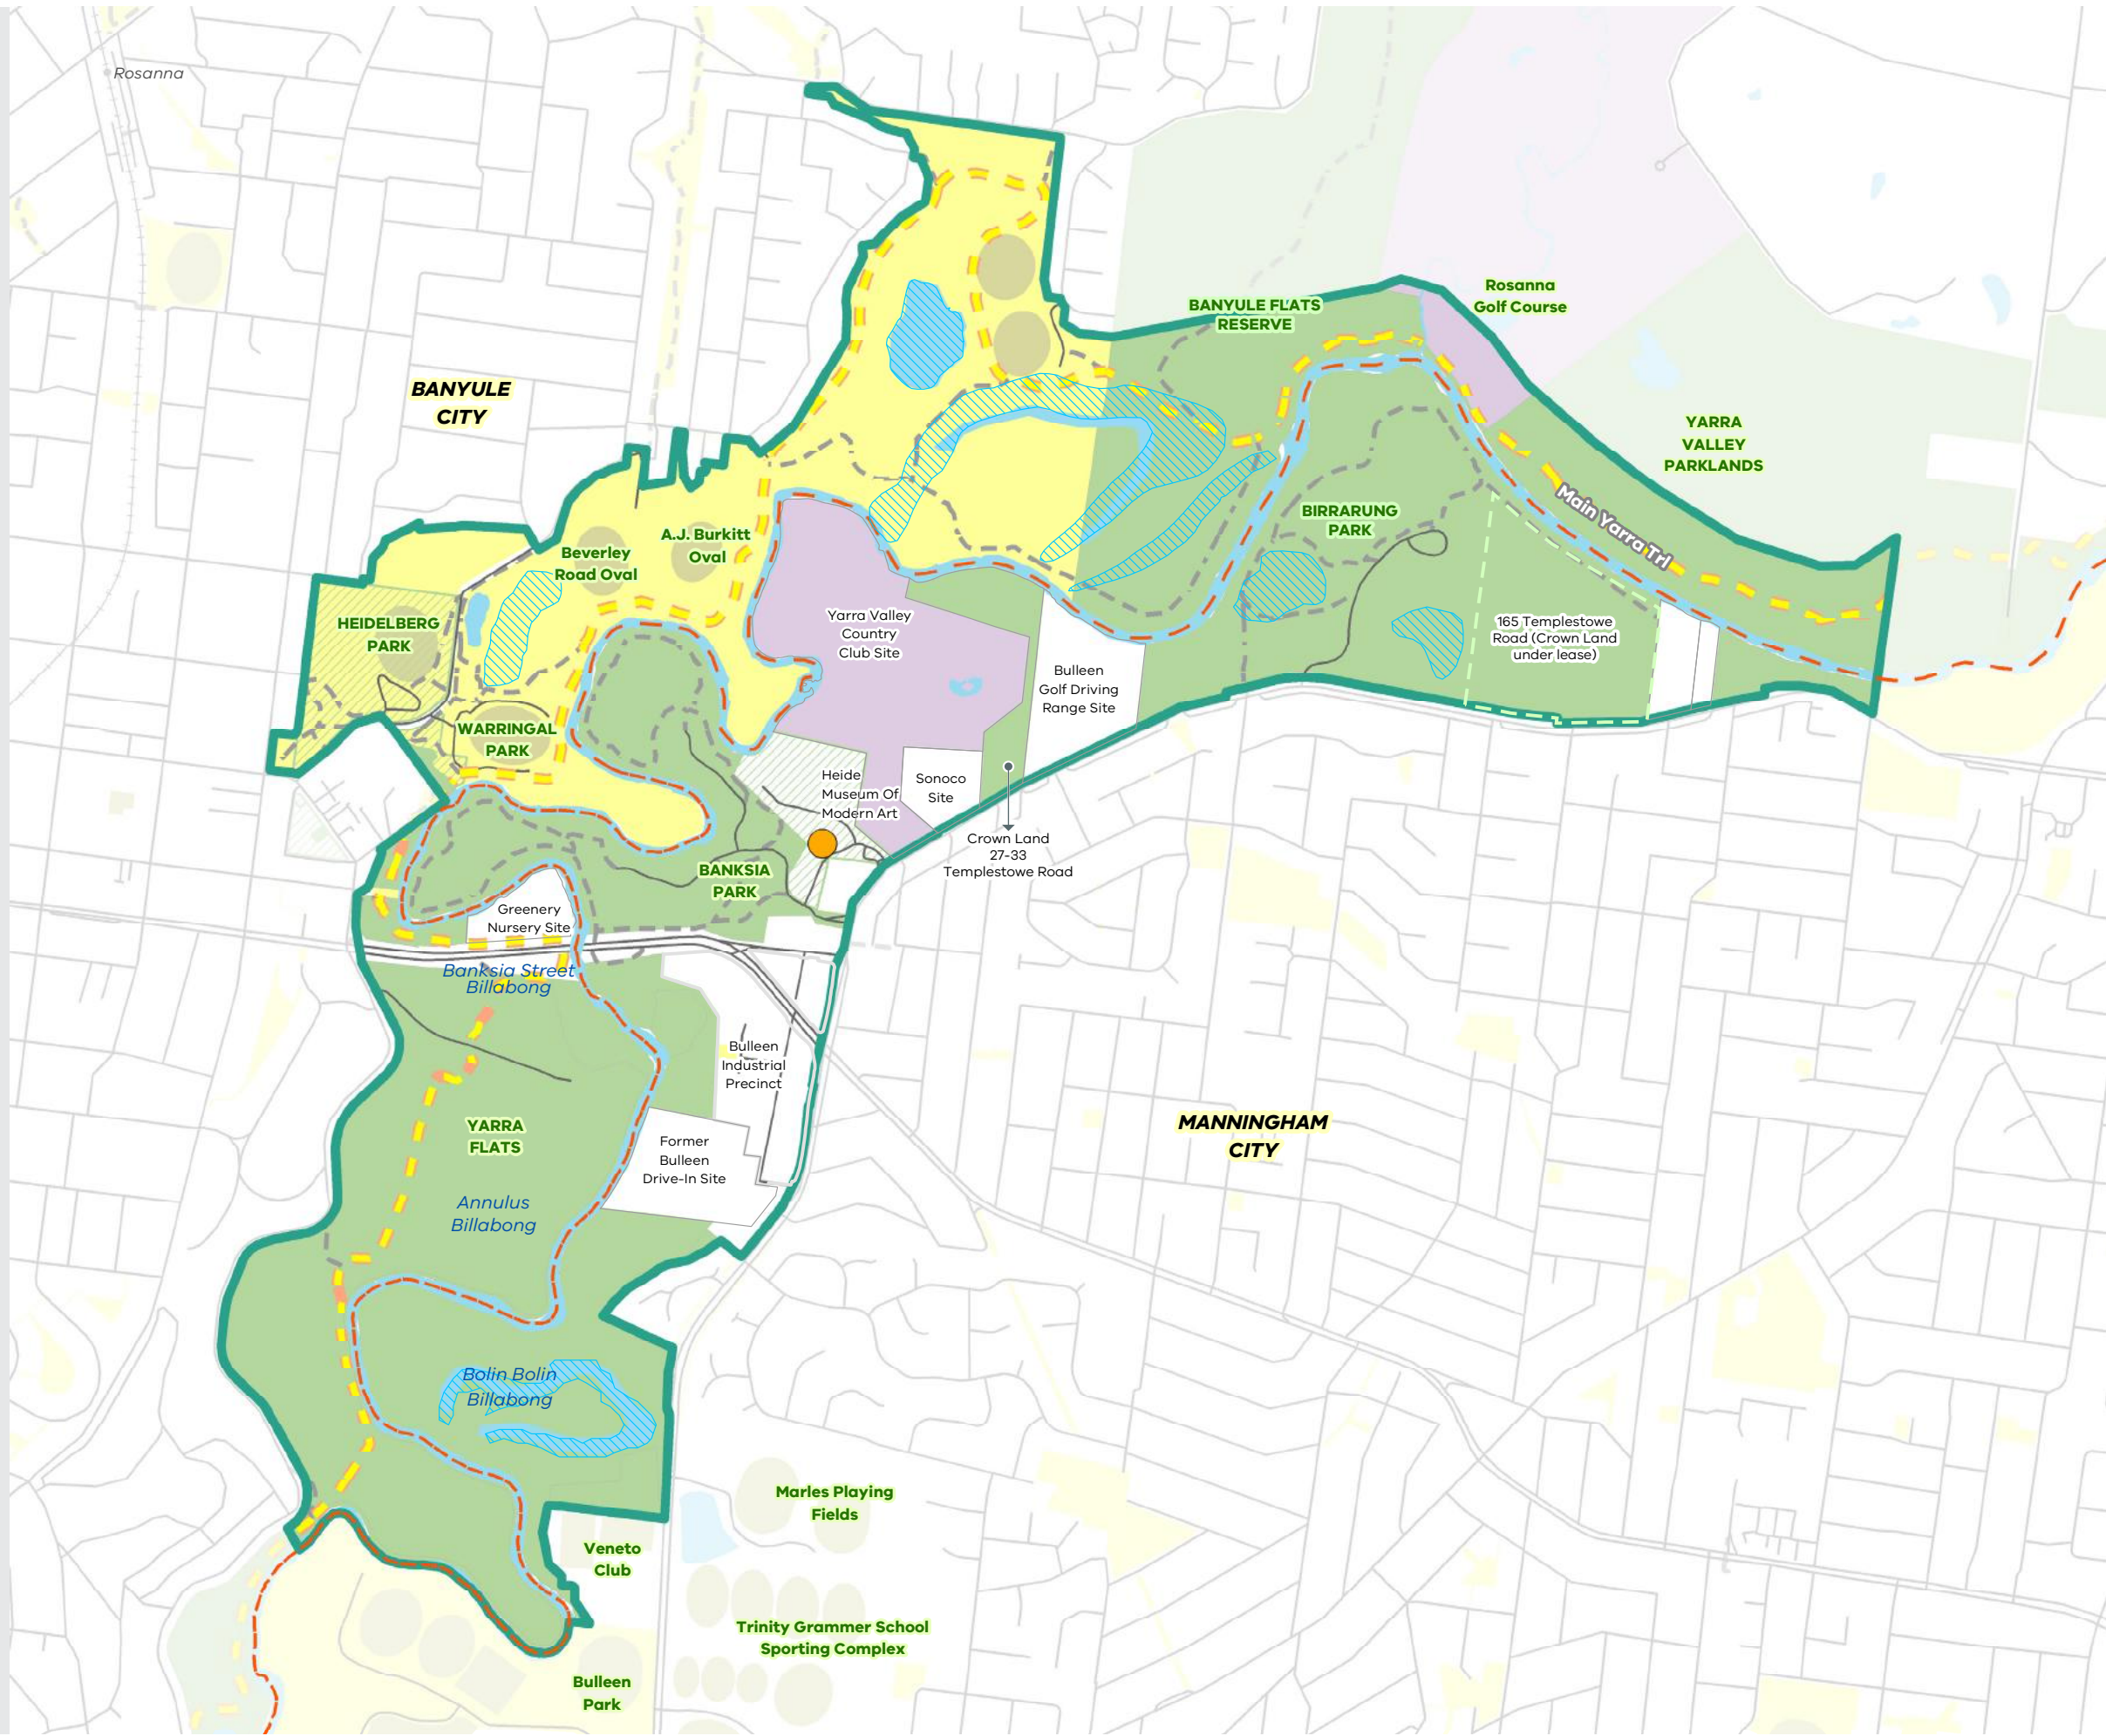 Rosanna
BANYULE
CITY
BANYULE FLATS
RESERVE
Rosanna
Golf Course
YARRA
VALLEY
PARKLANDS
Main Yarra Trl
BIRRARUNG
PARK
A.J. Burkitt
Oval
Beverley
Road Oval
HEIDELBERG
PARK
WARRINGAL
PARK
Yarra Valley
Country
Club Site
Bulleen
Golf Driving
Range Site
165 Templestowe
Road (Crown Land
under lease)
Heide
Museum Of
Modern Art
Sonoco
Site
Crown Land
27-33
Templestowe Road
BANKSIA
PARK
Greenery
Nursery Site
Banksia Street
Billabong
Bulleen
Industrial
Precinct
YARRA
FLATS
Former
Bulleen
Drive-In Site
MANNINGHAM
CITY
Annulus
Billabong
Bolin Bolin
Billabong
Marles Playing
Fields
Veneto
Club
Trinity Grammer School
Sporting Complex
Bulleen
Park